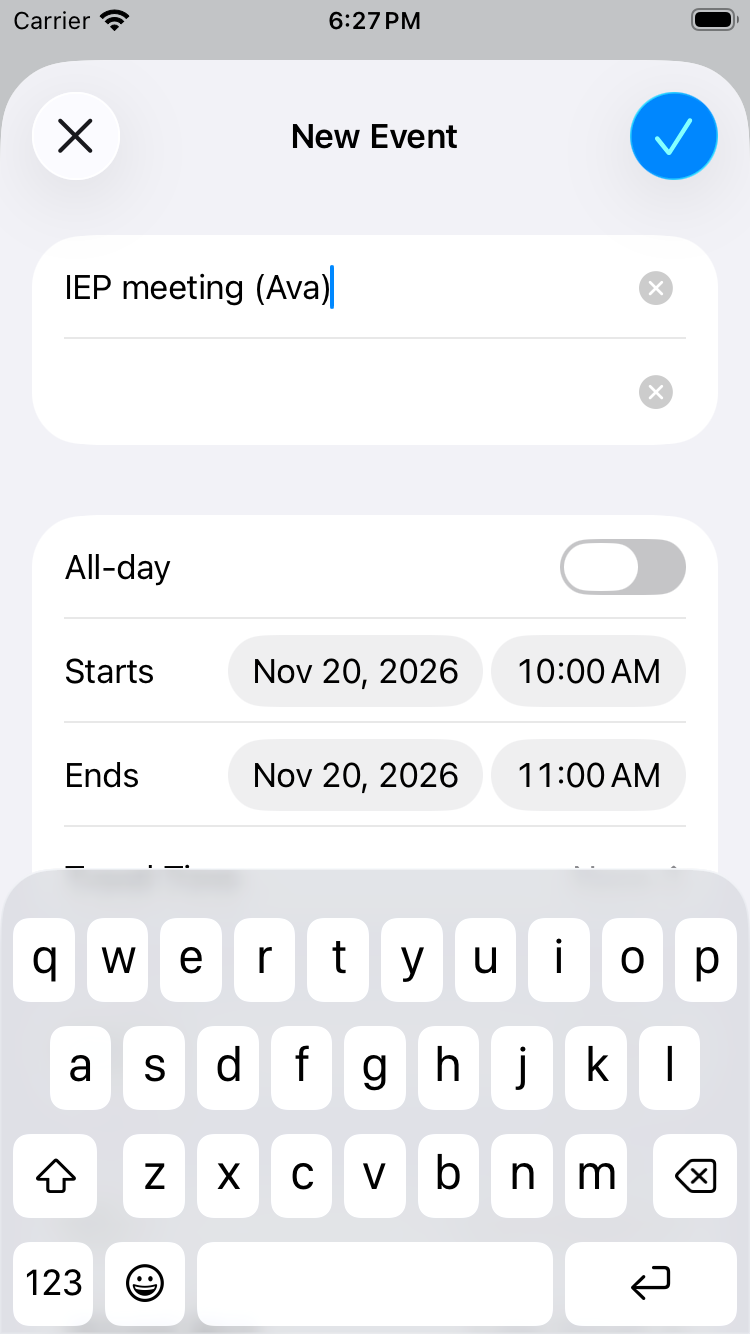 Carrier 6:27 PM
New Event
IEP meeting (Ava)
All-day
Starts Nov 20, 2026 10:00 AM
Ends Nov 20, 2026 11:00 AM
q w e r t y u i o p
a s d f g h j k l
z x c v b n m
123